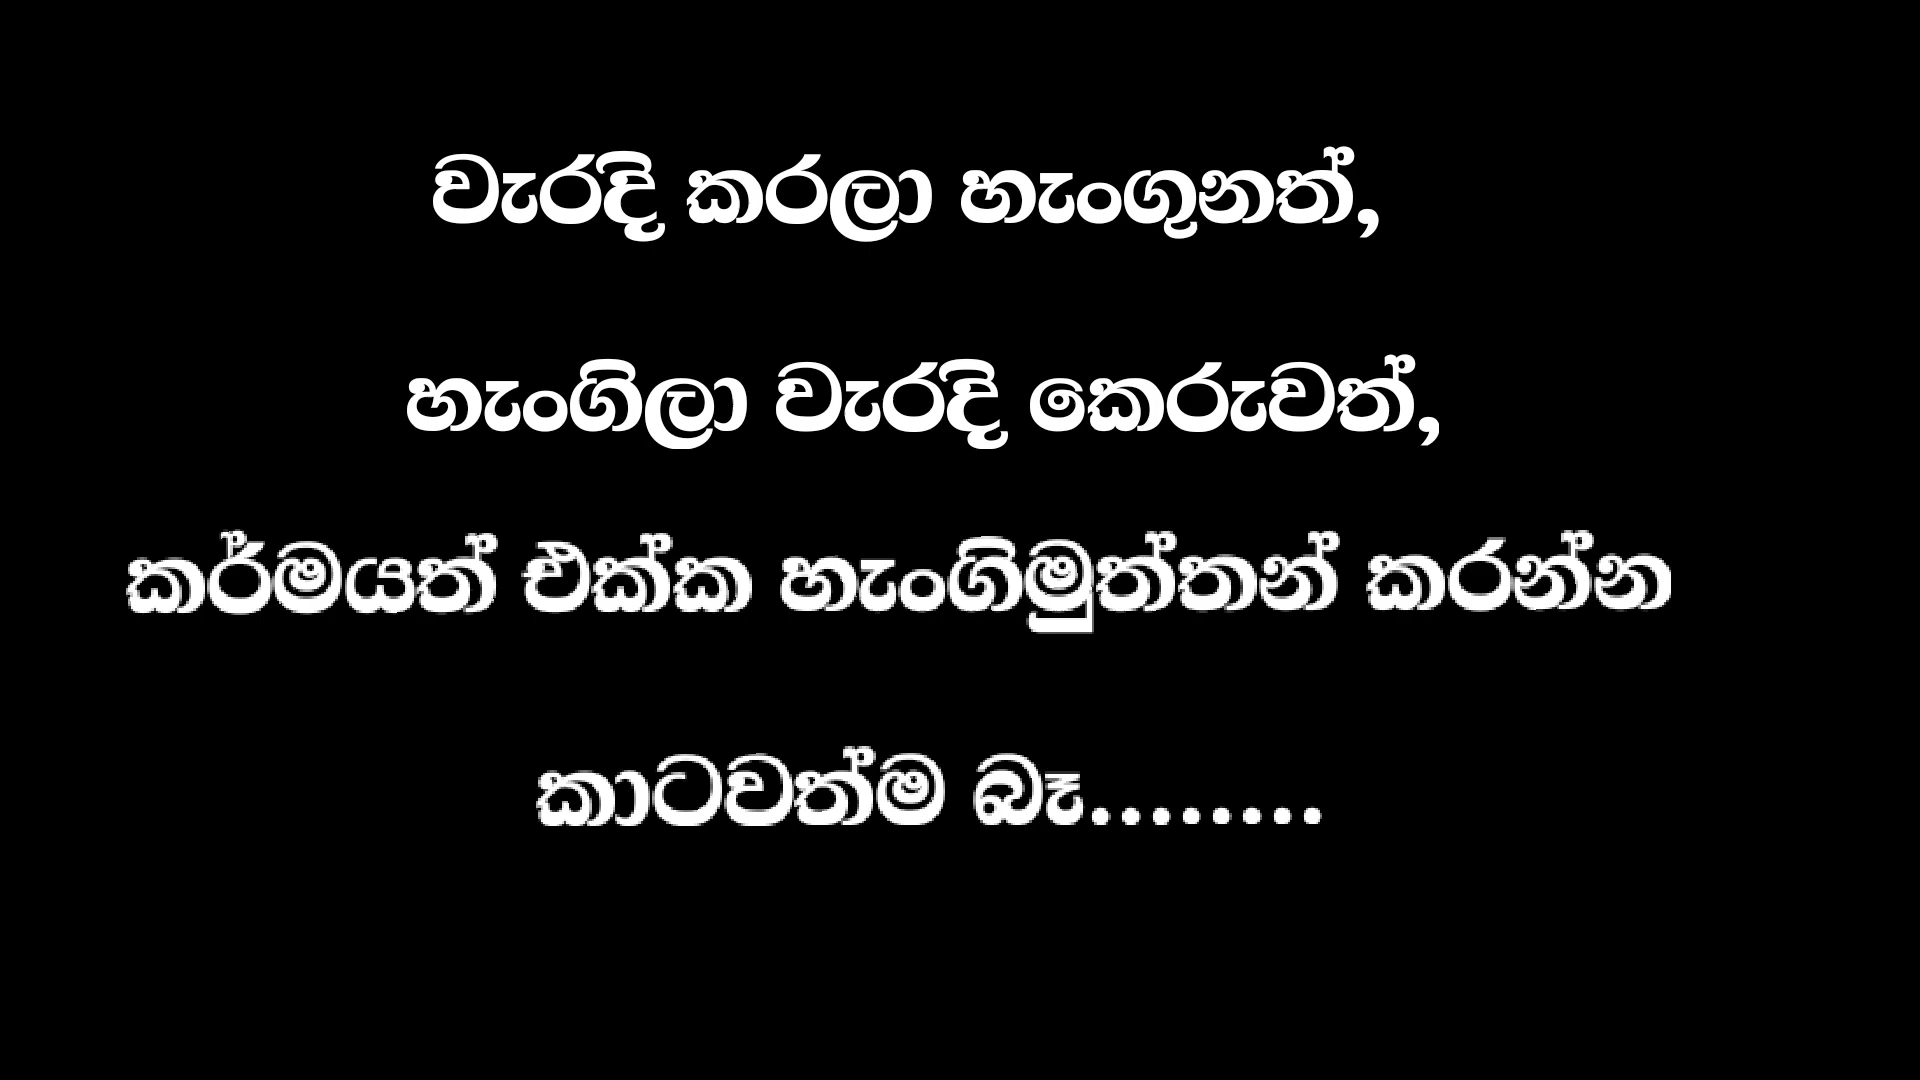 වැරදි කරලා හැංගුනත්,
හැංගිලා වැරදි කෙරුවත්,
කර්මයත් එක්ක හැංගිමුත්තන් කරන්න
කාටවත්ම බෑ........